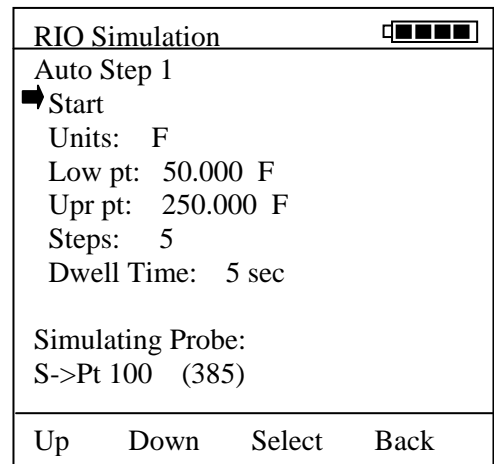 RIO Simulation
Auto Step 1
Start
Units: F
Low pt: 50.000 F
Upr pt: 250.000 F
Steps: 5
Dwell Time: 5 sec
Simulating Probe:
S->Pt 100 (385)
Up Down Select Back